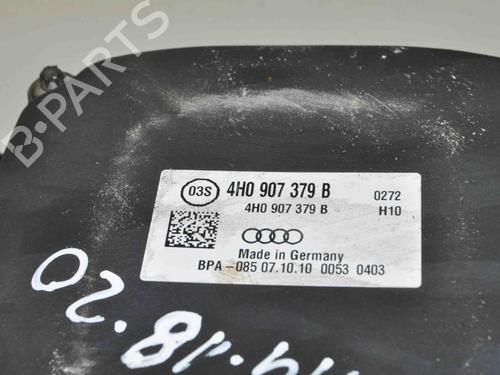 B-PARTS
03S 4H0 907 379 B 0272
4H0 907 379 B H10
Made in Germany
BPA-085 07.10.10 0053 0403
18.20